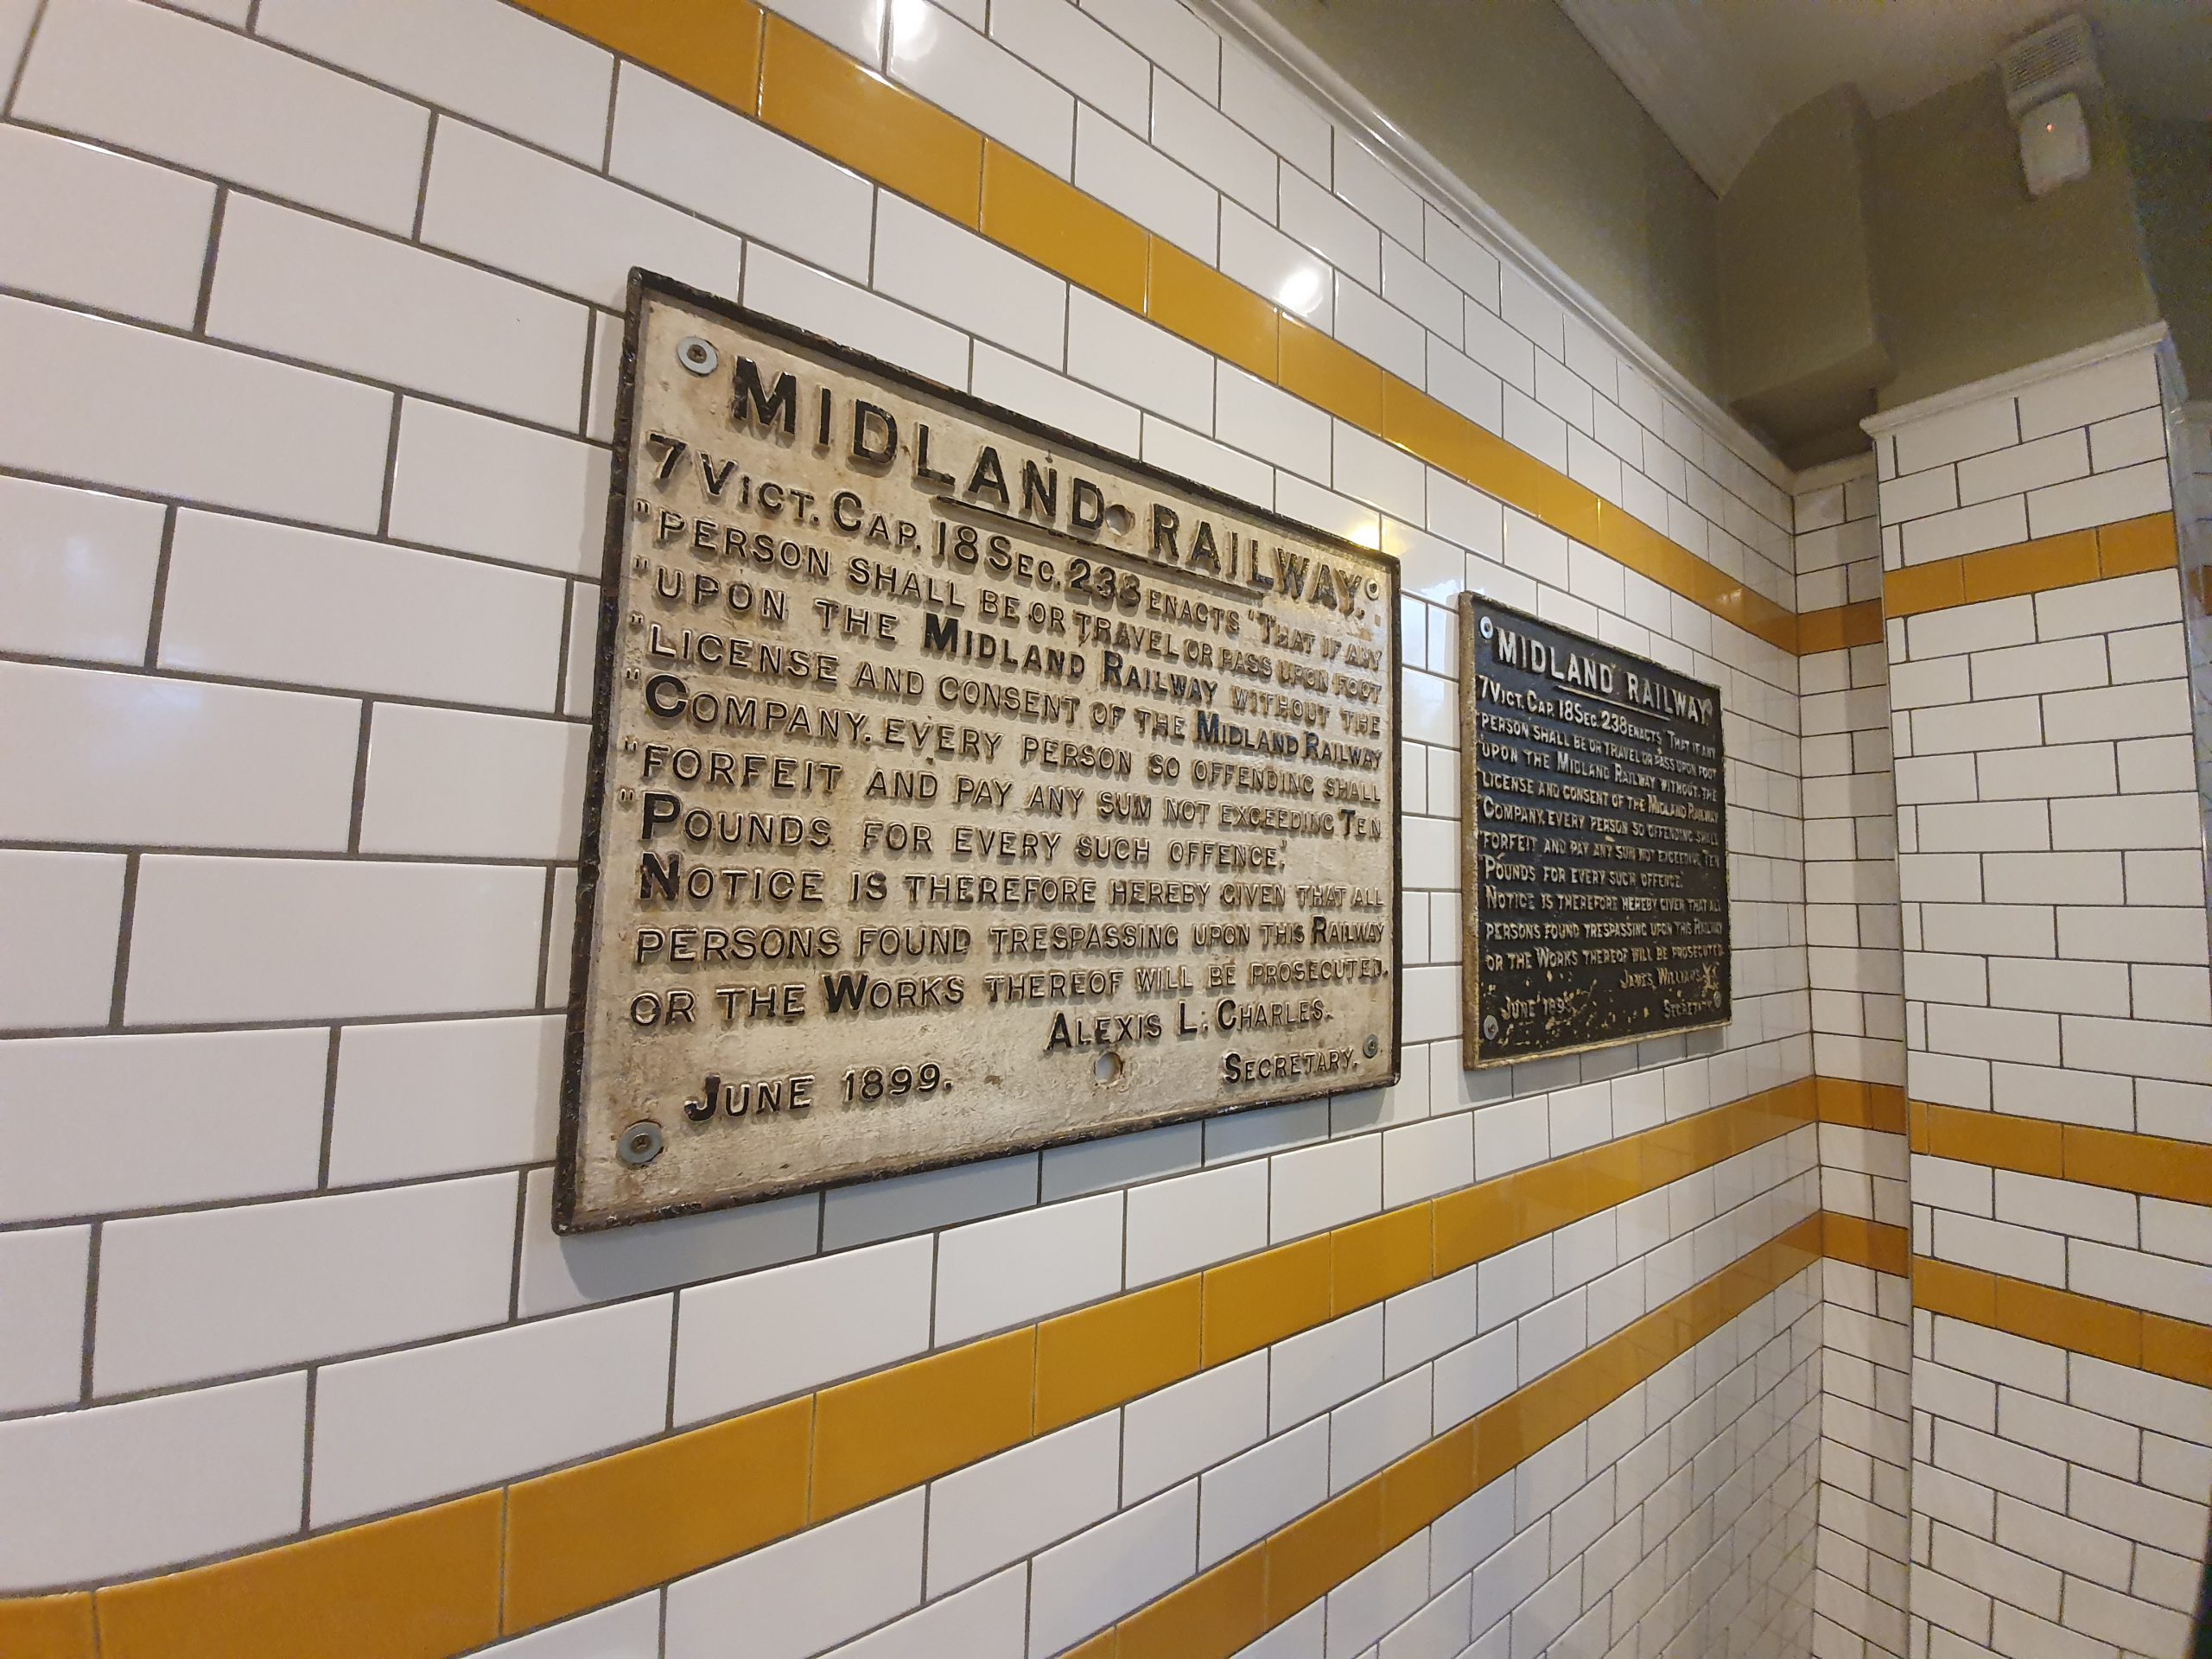 MIDLAND RAILWAY.
7 VICT. CAP. 18 SEC. 238 ENACTS "THAT IF ANY
"PERSON SHALL BE OR TRAVEL OR PASS UPON FOOT
"UPON THE MIDLAND RAILWAY WITHOUT THE
"LICENSE AND CONSENT OF THE MIDLAND RAILWAY
"COMPANY. EVERY PERSON SO OFFENDING SHALL
"FORFEIT AND PAY ANY SUM NOT EXCEEDING TEN
"POUNDS FOR EVERY SUCH OFFENCE."
NOTICE IS THEREFORE HEREBY GIVEN THAT ALL
PERSONS FOUND TRESPASSING UPON THIS RAILWAY
OR THE WORKS THEREOF WILL BE PROSECUTED.
ALEXIS L. CHARLES.
JUNE 1899. SECRETARY.
MIDLAND RAILWAY
7 VICT. CAP. 18 SEC. 238 ENACTS "THAT IF ANY
"PERSON SHALL BE OR TRAVEL OR PASS UPON FOOT
"UPON THE MIDLAND RAILWAY WITHOUT THE
"LICENSE AND CONSENT OF THE MIDLAND RAILWAY
"COMPANY. EVERY PERSON SO OFFENDING SHALL
"FORFEIT AND PAY ANY SUM NOT EXCEEDING TEN
"POUNDS FOR EVERY SUCH OFFENCE."
NOTICE IS THEREFORE HEREBY GIVEN THAT ALL
PERSONS FOUND TRESPASSING UPON THIS RAILWAY
OR THE WORKS THEREOF WILL BE PROSECUTED.
JAMES WILLIAMS
JUNE SECRETARY